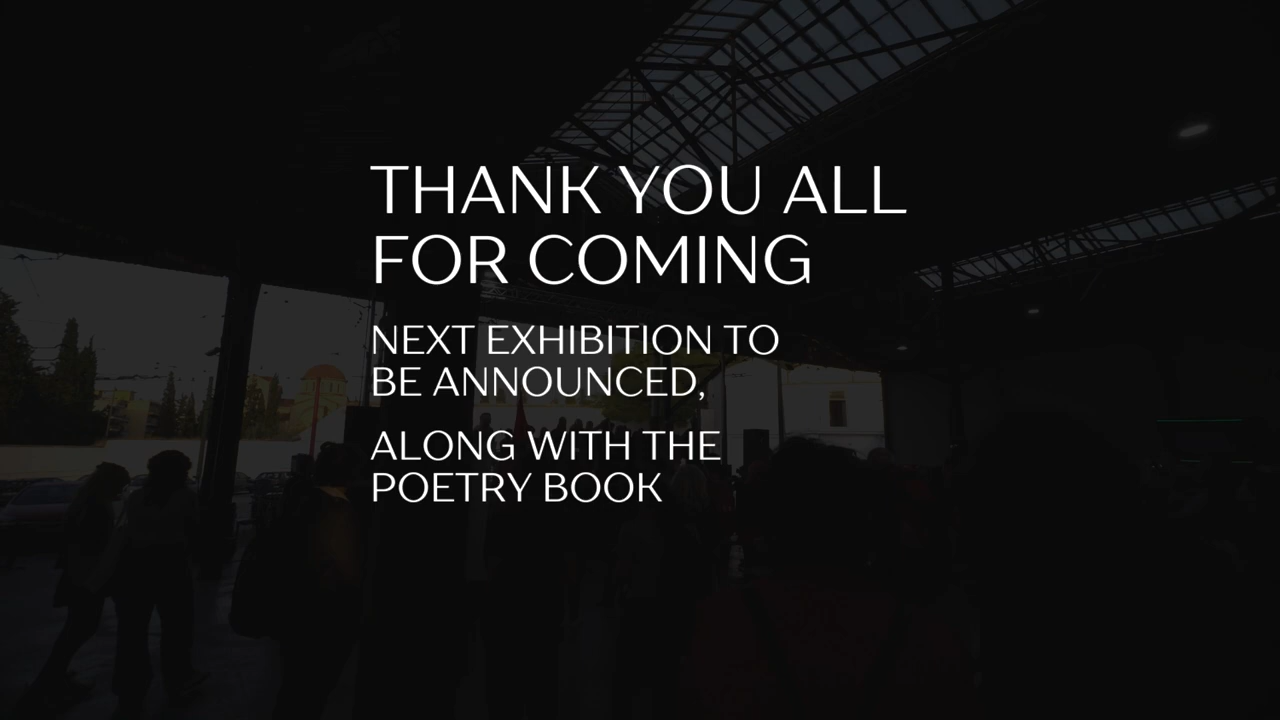 THANK YOU ALL
FOR COMING
NEXT EXHIBITION TO
BE ANNOUNCED,
ALONG WITH THE
POETRY BOOK